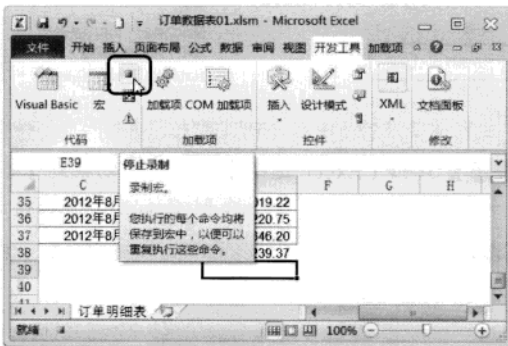 订单数据表01.xlsm - Microsoft Excel
文件 开始 插入 页面布局 公式 数据 审阅 视图 开发工具 加载项
Visual Basic 宏 加载项 COM 加载项 插入 设计模式 XML 文档面板
代码 加载项 控件 修改
E39
停止录制
录制宏。
您执行的每个命令均将
保存到宏中，以便可以
重复执行这些命令。
C F G H
35 2012年8月 019.22
36 2012年8月 220.75
37 2012年8月 346.20
38 239.37
39
40
41
订单明细表
就绪 100%